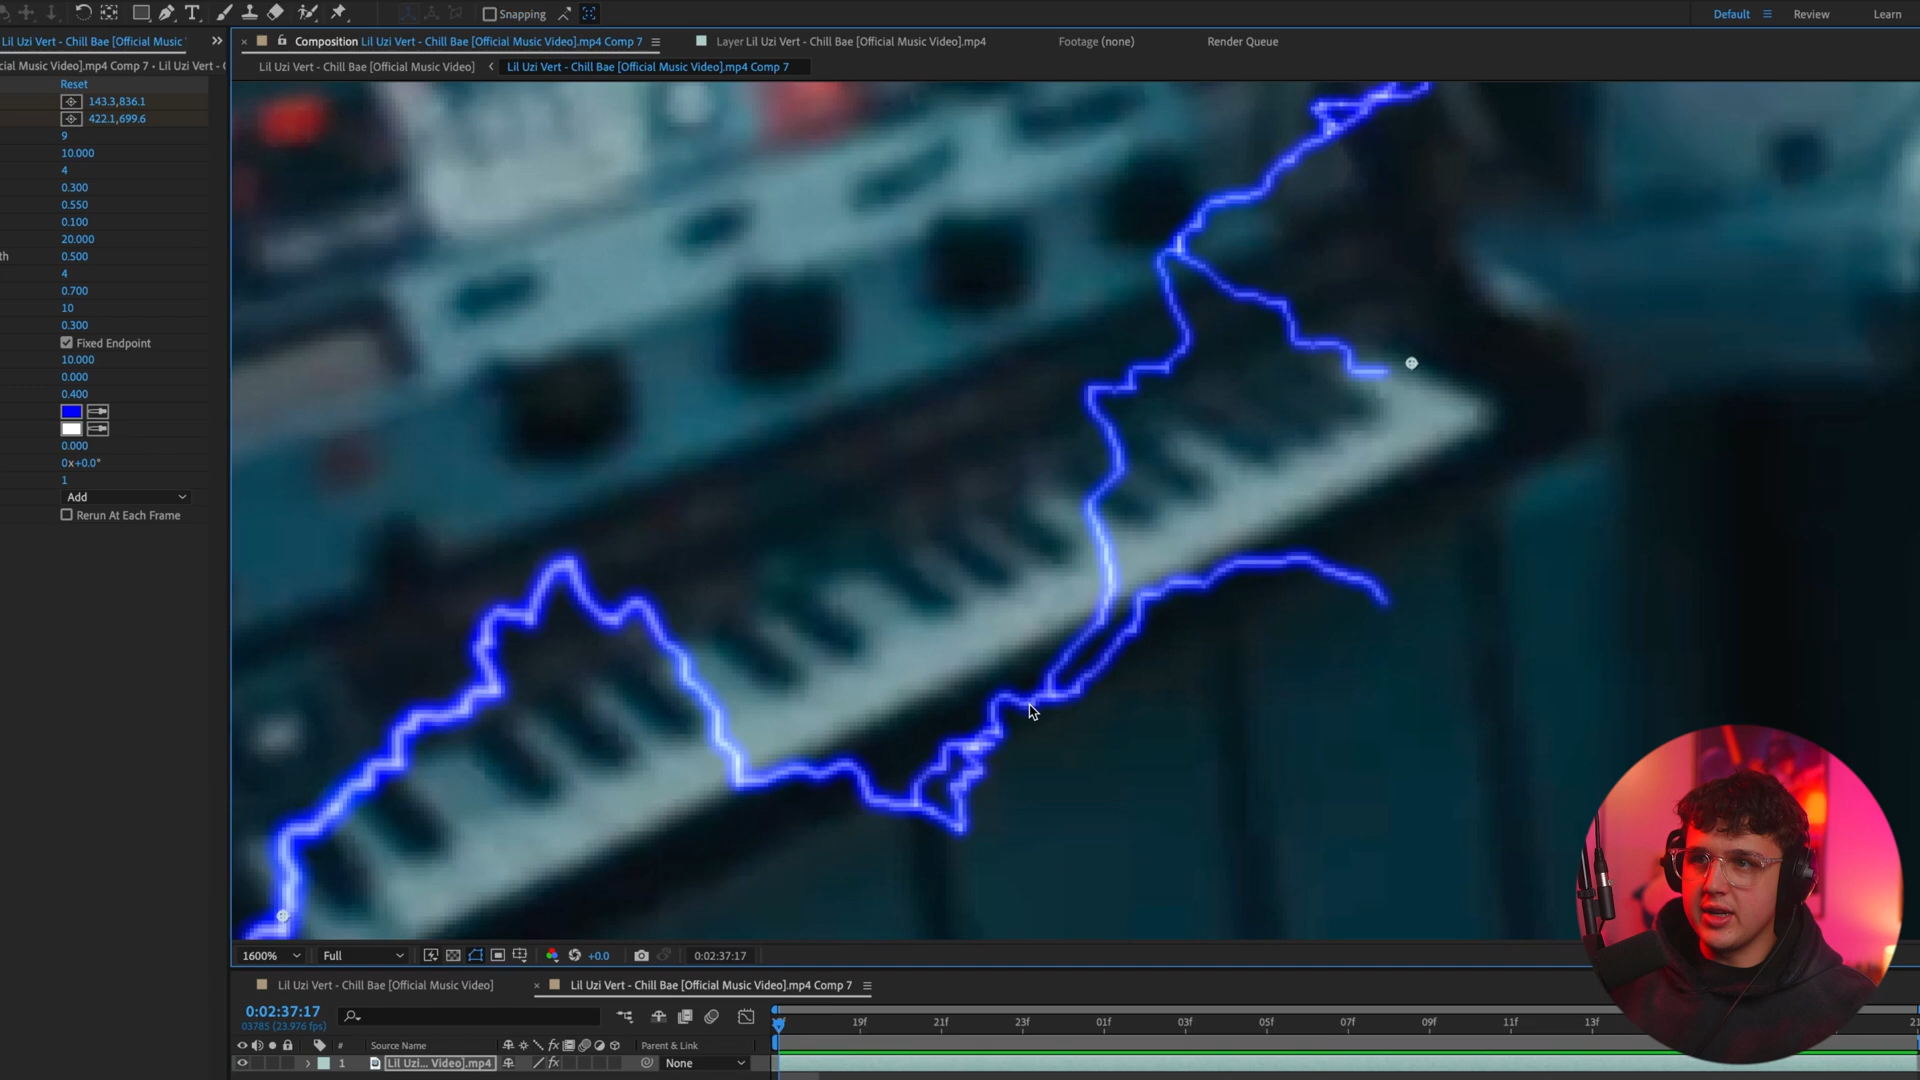 Snapping
Default
Review
Learn
Lil Uzi Vert - Chill Bae [Official Music
Composition Lil Uzi Vert - Chill Bae [Official Music Video].mp4 Comp 7
Layer Lil Uzi Vert - Chill Bae [Official Music Video].mp4
Footage (none)
Render Queue
cial Music Video].mp4 Comp 7 • Lil Uzi Vert - (
Lil Uzi Vert - Chill Bae [Official Music Video]
Lil Uzi Vert - Chill Bae [Official Music Video].mp4 Comp 7
Reset
143.3,836.1
422.1,699.6
9
10.000
4
0.300
0.550
0.100
20.000
th 0.500
4
0.700
10
0.300
Fixed Endpoint
10.000
0.000
0.400
0.000
0x+0.0°
1
Add
Rerun At Each Frame
1600%
Full
+0.0
0:02:37:17
Lil Uzi Vert - Chill Bae [Official Music Video]
Lil Uzi Vert - Chill Bae [Official Music Video].mp4 Comp 7
0:02:37:17
03785 (23.976 fps)
19f
21f
23f
01f
03f
05f
07f
09f
11f
13f
# Source Name
fx
Parent & Link
1
Lil Uzi... Video].mp4
fx
None